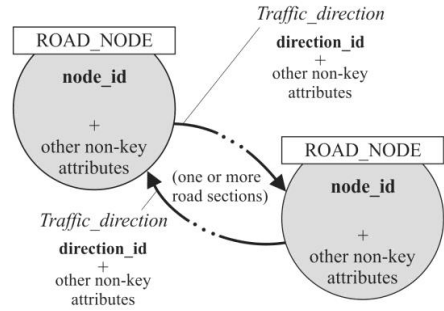 ROAD_NODE
node_id
+
other non-key
attributes
Traffic_direction
direction_id
+
other non-key
attributes
(one or more
road sections)
ROAD_NODE
node_id
+
other non-key
attributes
Traffic_direction
direction_id
+
other non-key
attributes